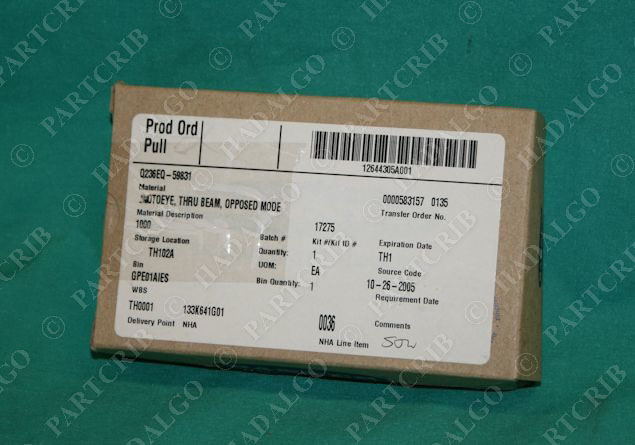 Prod Ord
Pull
12644305A001
Q236EQ-59831
Material
PHOTOEYE, THRU BEAM, OPPOSED MODE
0000583157 0135
Material Description
Transfer Order No.
1000
17275
Storage Location
Batch #
Kit #/Kit ID #
Expiration Date
TH102A
Quantity:
1
TH1
Bin
UOM:
EA
Source Code
GPE01AIES
Bin Quantity:
1
10-26-2005
WBS
Requirement Date
TH0001
133K641G01
Delivery Point
NHA
0036
Comments
NHA Line Item
HADALGO © PARTCRIB